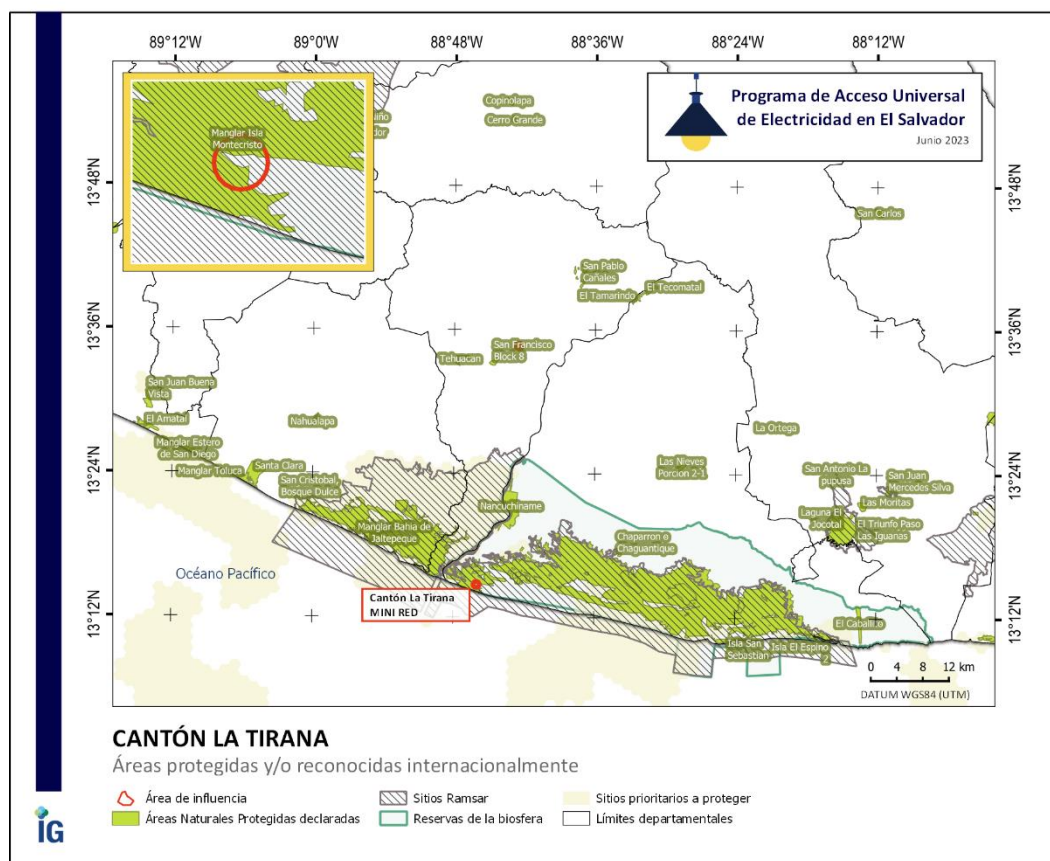 89°12'W 89°0'W 88°48'W 88°36'W 88°24'W 88°12'W
Programa de Acceso Universal
de Electricidad en El Salvador
Junio 2023
Manglar Isla
Montecristo
Copinolapa
Cerro Grande
13°48'N
13°48'N
San Carlos
San Pablo
Cañales
El Tecomatal
El Tamarindo
13°36'N
13°36'N
San Francisco
Block 8
Tehuacan
San Juan Buena
Vista
El Amatal
Nahualapa
La Ortega
Manglar Estero
de San Diego
Manglar Toluca
Santa Clara
13°24'N
13°24'N
San Cristobal,
Bosque Dulce
Las Nieves
Porcion 2-1
San Antonio La
pupusa
San Juan
Mercedes Silva
Las Moritas
Nancuchiname
Laguna El
Jocotal
El Triunfo Paso
Las Iguanas
Manglar Bahia de
Jaltepeque
Chaparron o
Chaguantique
Océano Pacífico
Cantón La Tirana
MINI RED
13°12'N
13°12'N
El Caballito
Isla San
Sebastian
Isla El Espino
2
0 4 8 12 km
DATUM WGS84 (UTM)
CANTÓN LA TIRANA
Áreas protegidas y/o reconocidas internacionalmente
Área de influencia
Sitios Ramsar
Sitios prioritarios a proteger
Áreas Naturales Protegidas declaradas
Reservas de la biosfera
Límites departamentales
IG